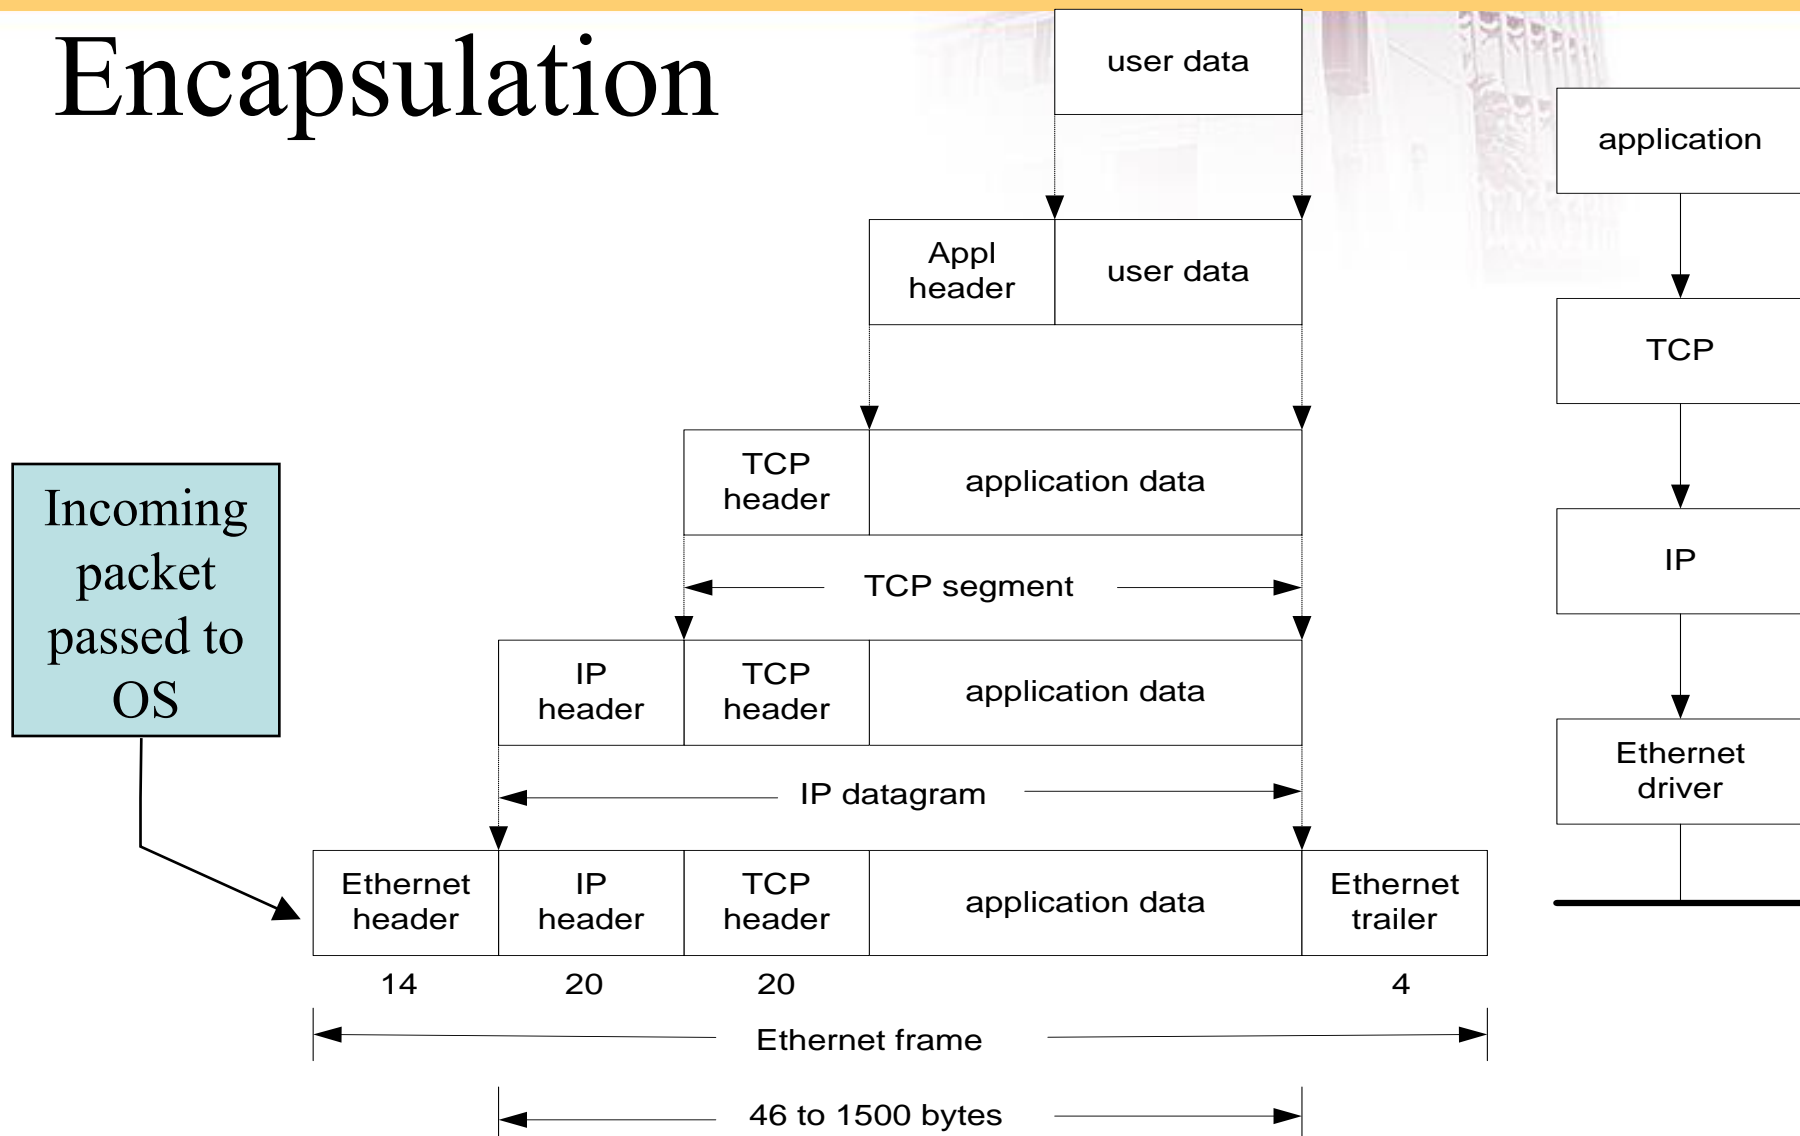 Encapsulation
user data
application
Appl
header
user data
TCP
TCP
header
application data
Incoming
packet
passed to
OS
TCP segment
IP
IP
header
TCP
header
application data
IP datagram
Ethernet
driver
Ethernet
header
IP
header
TCP
header
application data
Ethernet
trailer
14
20
20
4
Ethernet frame
46 to 1500 bytes